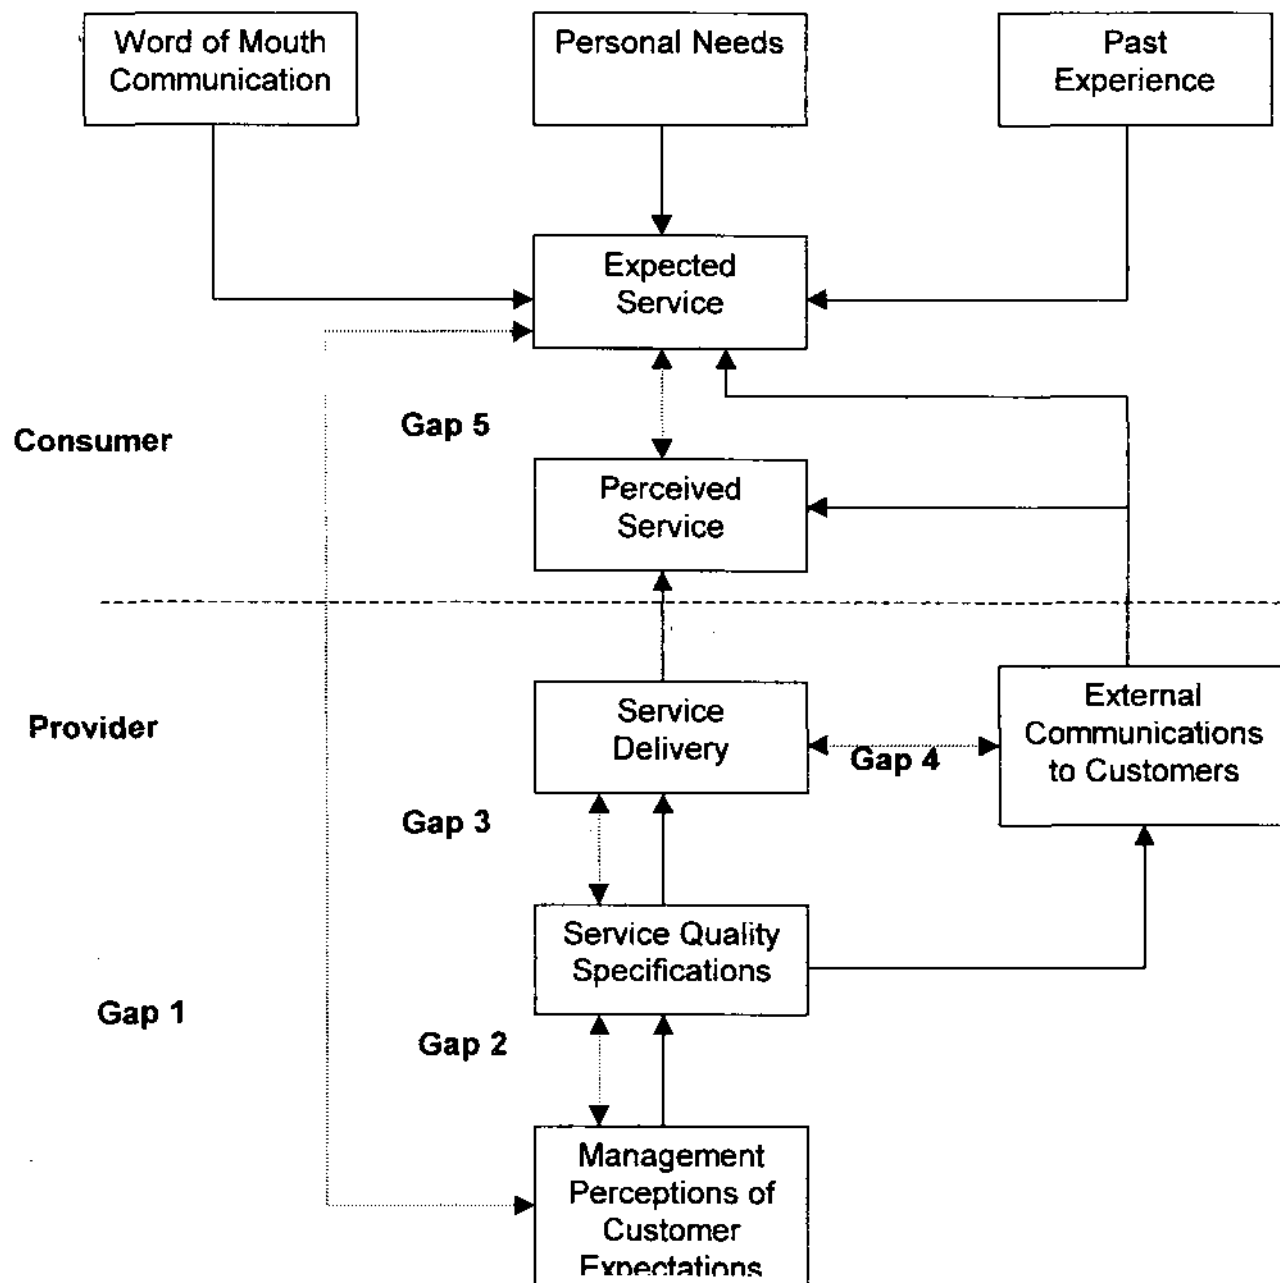 Word of Mouth
Communication
Personal Needs
Past
Experience
Expected
Service
Consumer
Gap 5
Perceived
Service
Provider
Service
Delivery
Gap 4
External
Communications
to Customers
Gap 3
Service Quality
Specifications
Gap 1
Gap 2
Management
Perceptions of
Customer
Expectations